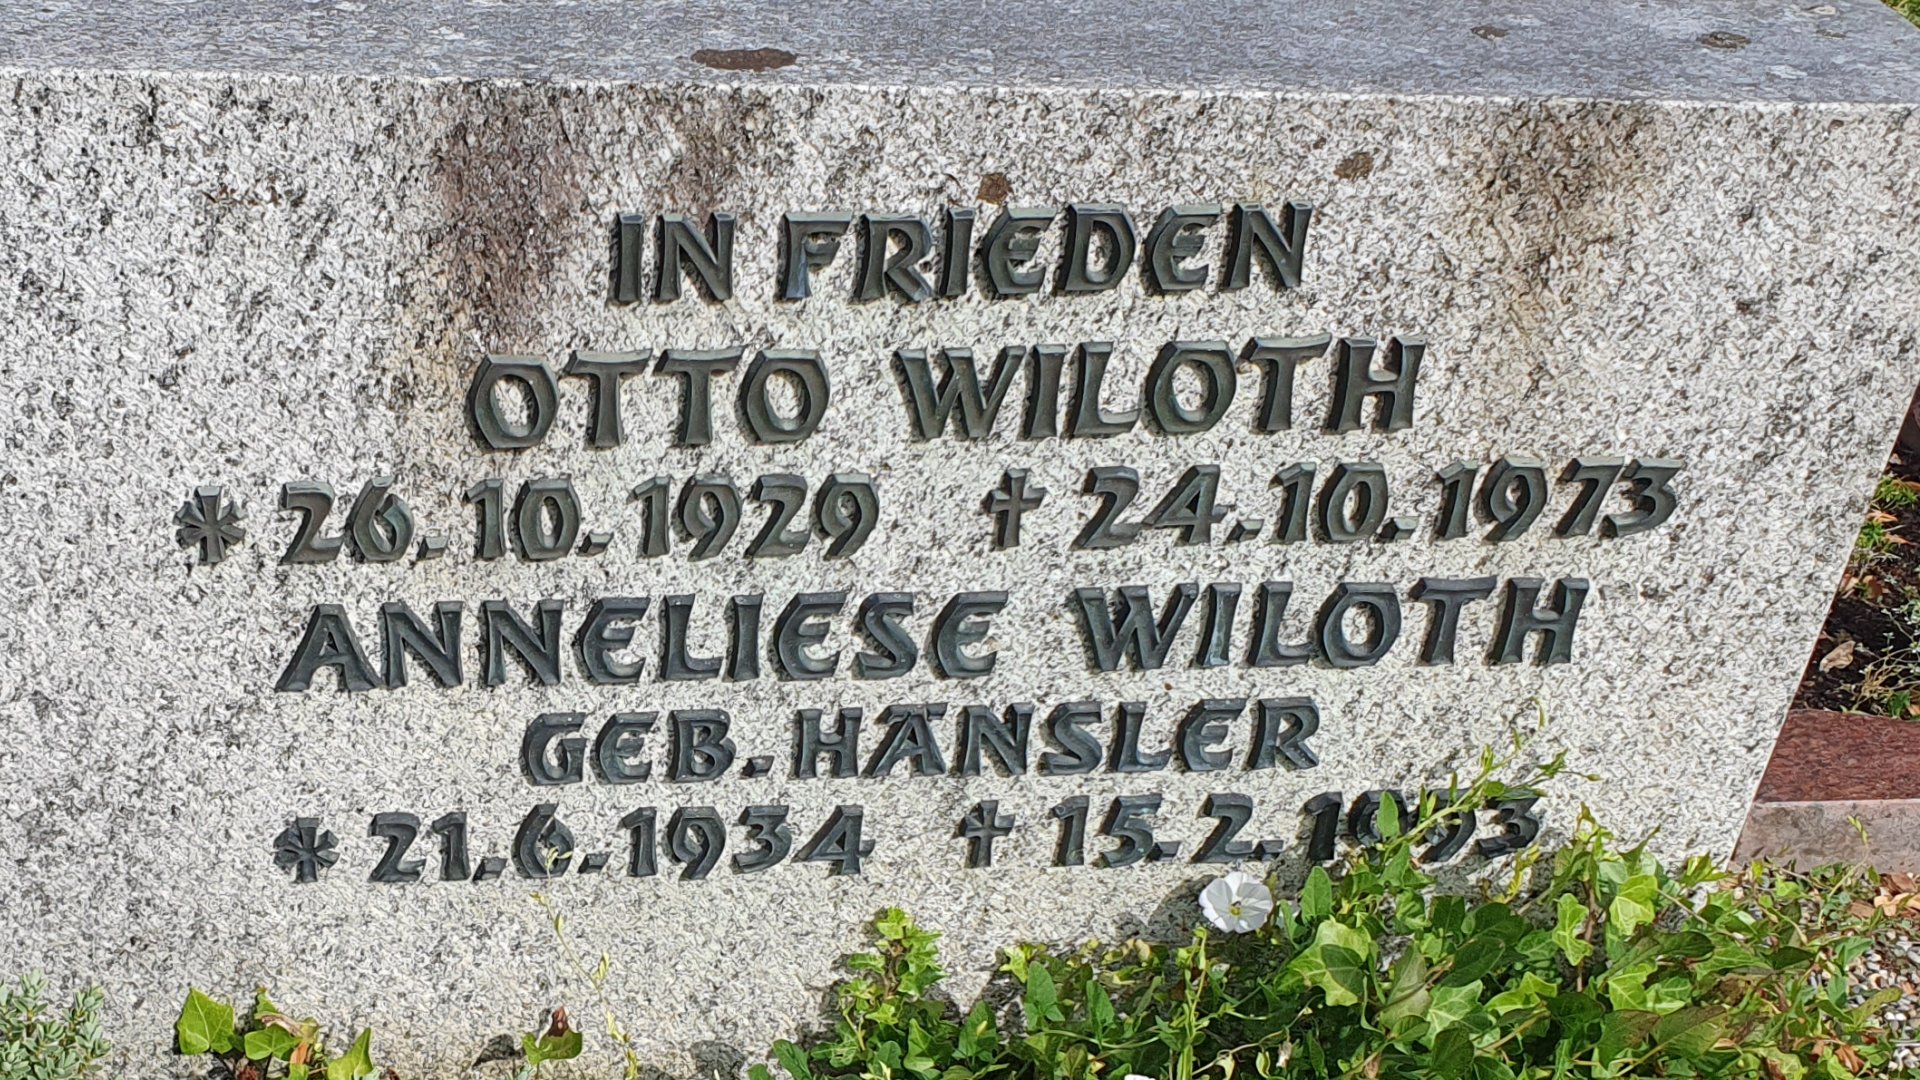 IN FRIEDEN
OTTO WILOTH
* 26.10.1929 † 24.10.1973
ANNELIESE WILOTH
GEB. HÄNSLER
* 21.6.1934 † 15.2.